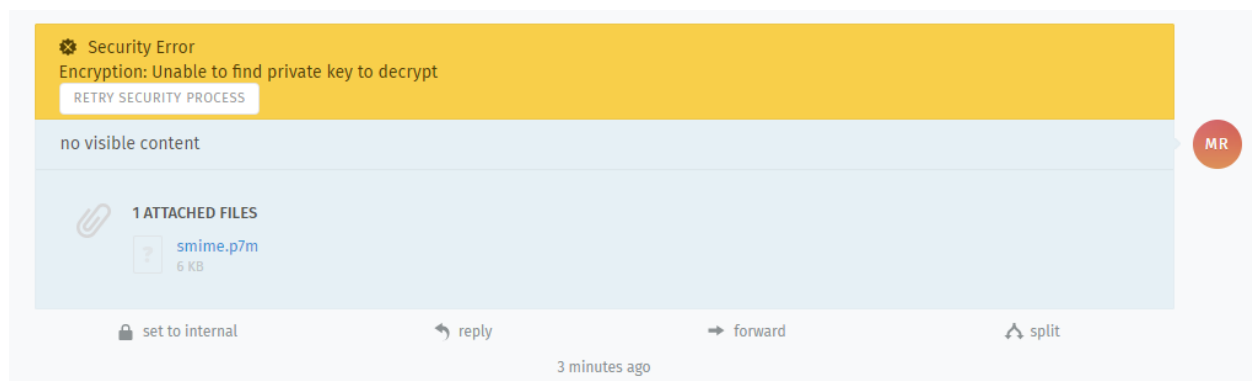 Security Error
Encryption: Unable to find private key to decrypt
RETRY SECURITY PROCESS
no visible content
MR
1 ATTACHED FILES
?
smime.p7m
6 KB
set to internal
reply
forward
split
3 minutes ago